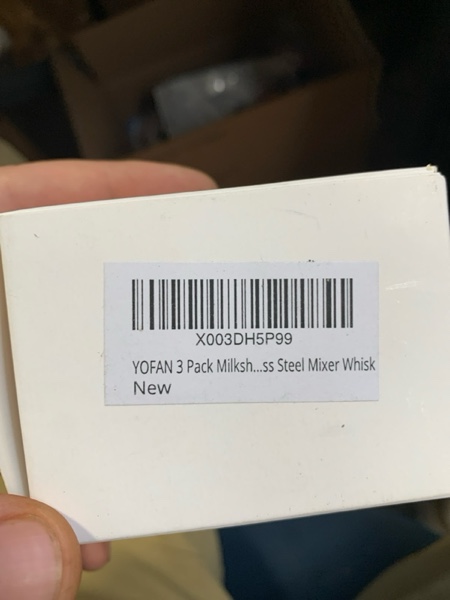 X003DH5P99
YOFAN 3 Pack Milksh...ss Steel Mixer Whisk
New